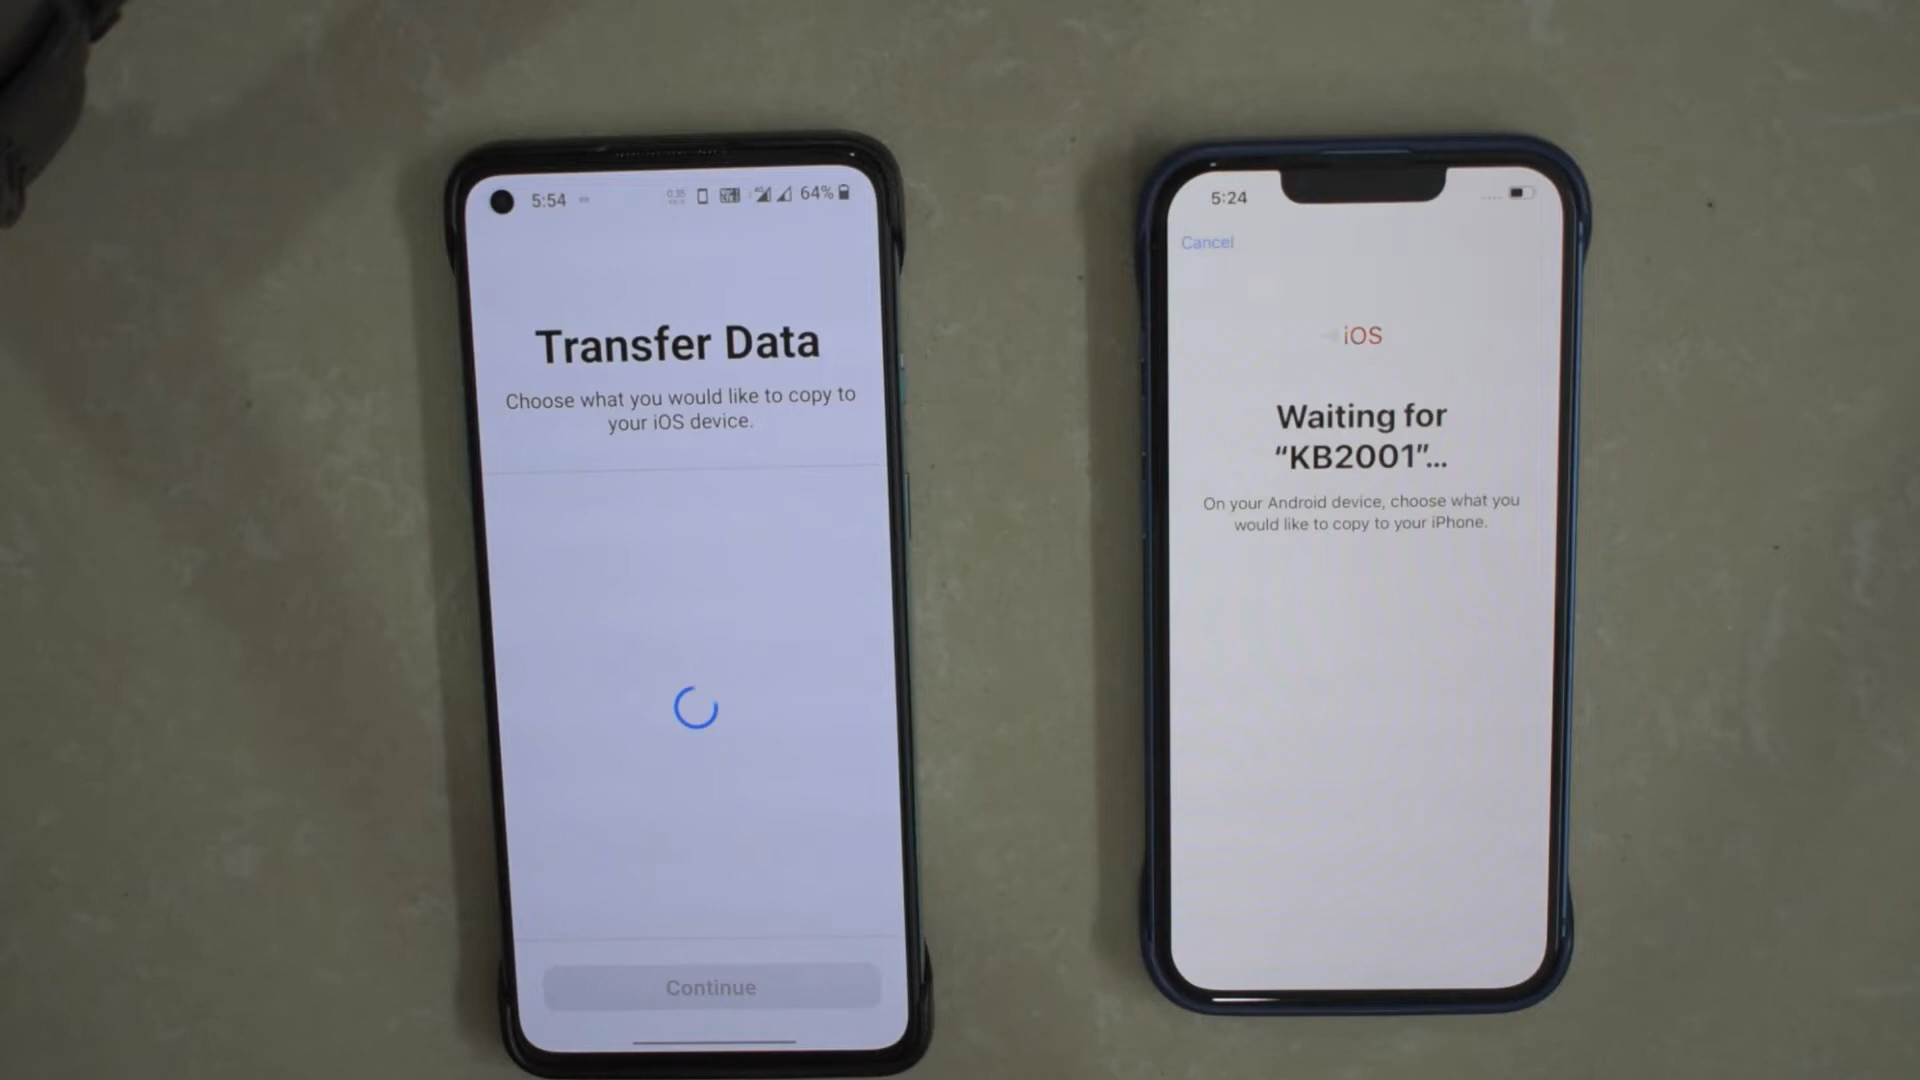 5:54
64%
Transfer Data
Choose what you would like to copy to
your iOS device.
Continue
5:24
Cancel
iOS
Waiting for
“KB2001”...
On your Android device, choose what you
would like to copy to your iPhone.